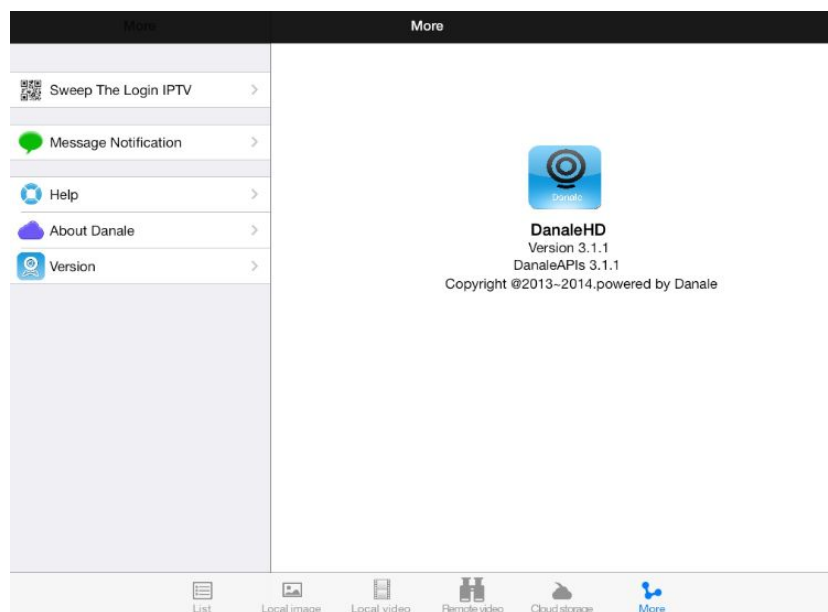 More
More
Sweep The Login IPTV
Message Notification
Help
About Danale
Version
Danale
DanaleHD
Version 3.1.1
DanaleAPIs 3.1.1
Copyright @2013~2014.powered by Danale
List
Local image
Local video
Remote video
Cloud storage
More